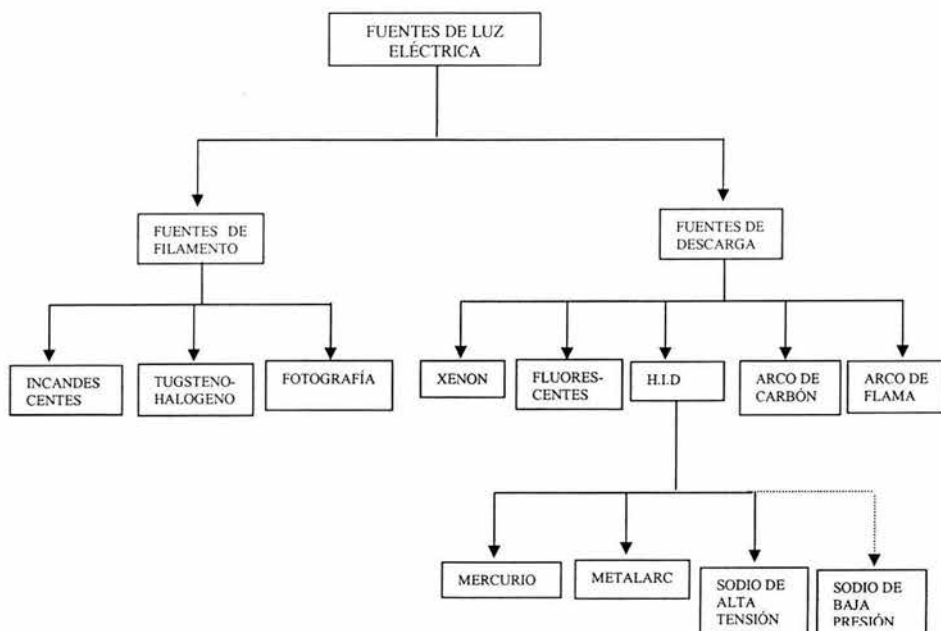 FUENTES DE LUZ
ELÉCTRICA
FUENTES DE
FILAMENTO
FUENTES DE
DESCARGA
INCANDES
CENTES
TUGSTENO-
HALOGENO
FOTOGRAFÍA
XENON
FLUORES-
CENTES
H.I.D
ARCO DE
CARBÓN
ARCO DE
FLAMA
MERCURIO
METALARC
SODIO DE
ALTA
TENSIÓN
SODIO DE
BAJA
PRESIÓN